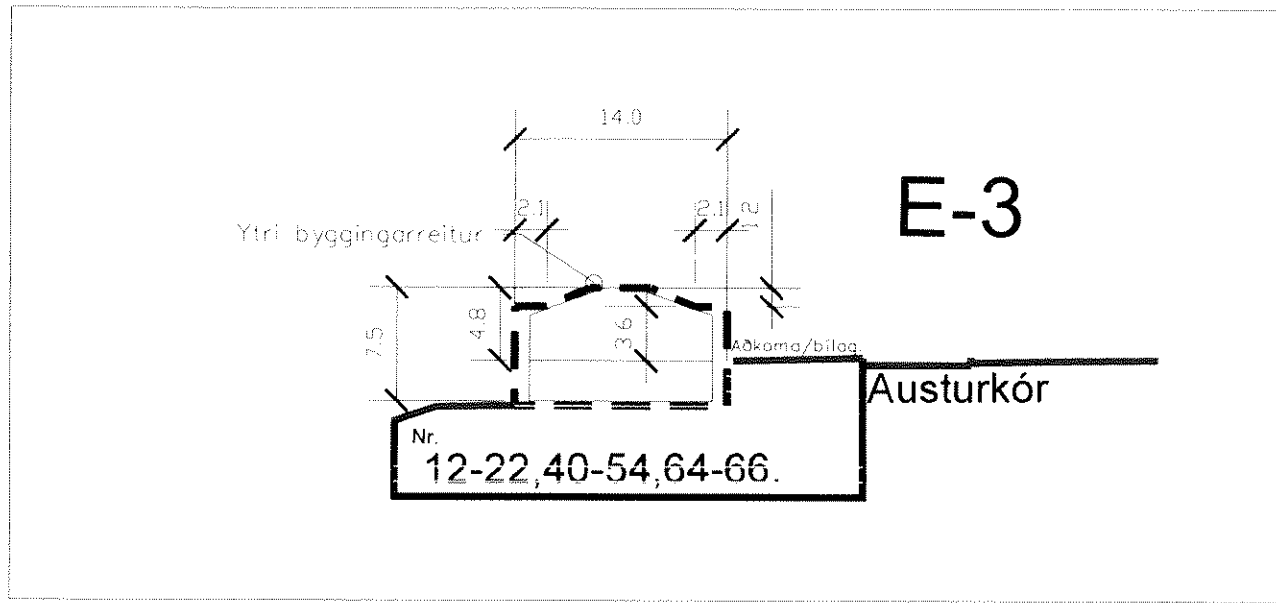 14.0
E-3
2.1
2.1
1.2
Ytri byggingarreitur
7.5
4.8
3.6
Aðkoma/bílag.
Austurkór
Nr.
12-22,40-54,64-66.